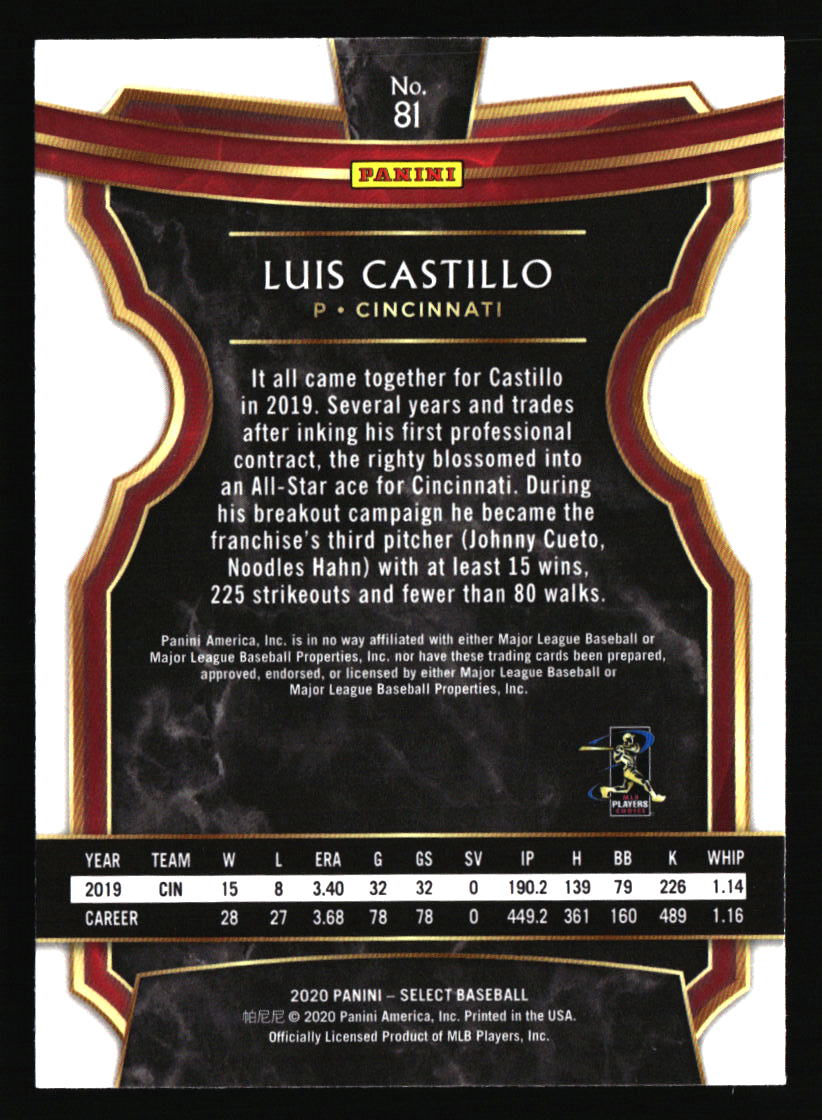 No.
81
PANINI
LUIS CASTILLO
P • CINCINNATI
It all came together for Castillo
in 2019. Several years and trades
after inking his first professional
contract, the righty blossomed into
an All-Star ace for Cincinnati. During
his breakout campaign he became the
franchise's third pitcher (Johnny Cueto,
Noodles Hahn) with at least 15 wins,
225 strikeouts and fewer than 80 walks.
Panini America, Inc. is in no way affiliated with either Major League Baseball or
Major League Baseball Properties, Inc. nor have these trading cards been prepared,
approved, endorsed, or licensed by either Major League Baseball or
Major League Baseball Properties, Inc.
MLB
PLAYERS
CHOICE
YEAR TEAM W L ERA G GS SV IP H BB K WHIP
2019 CIN 15 8 3.40 32 32 0 190.2 139 79 226 1.14
CAREER 28 27 3.68 78 78 0 449.2 361 160 489 1.16
2020 PANINI – SELECT BASEBALL
帕尼尼 © 2020 Panini America, Inc. Printed in the USA.
Officially Licensed Product of MLB Players, Inc.